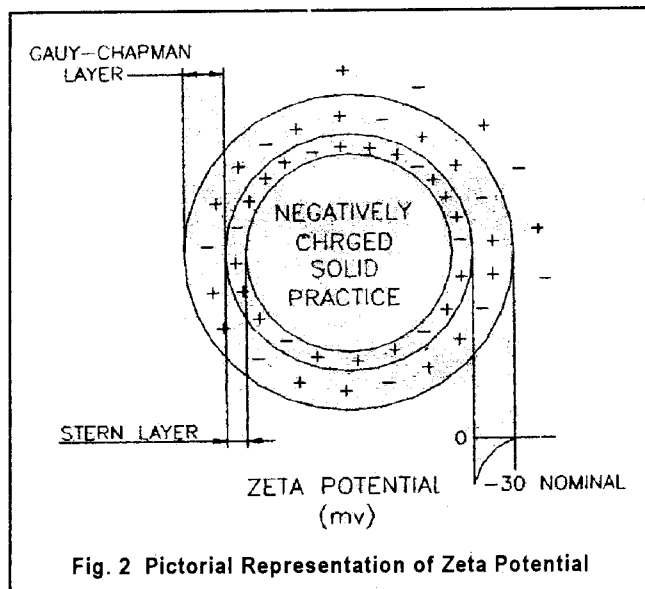 GAUY-CHAPMAN
LAYER
NEGATIVELY
CHRGED
SOLID
PRACTICE
STERN LAYER
0
-30 NOMINAL
ZETA POTENTIAL
(mv)
Fig. 2 Pictorial Representation of Zeta Potential